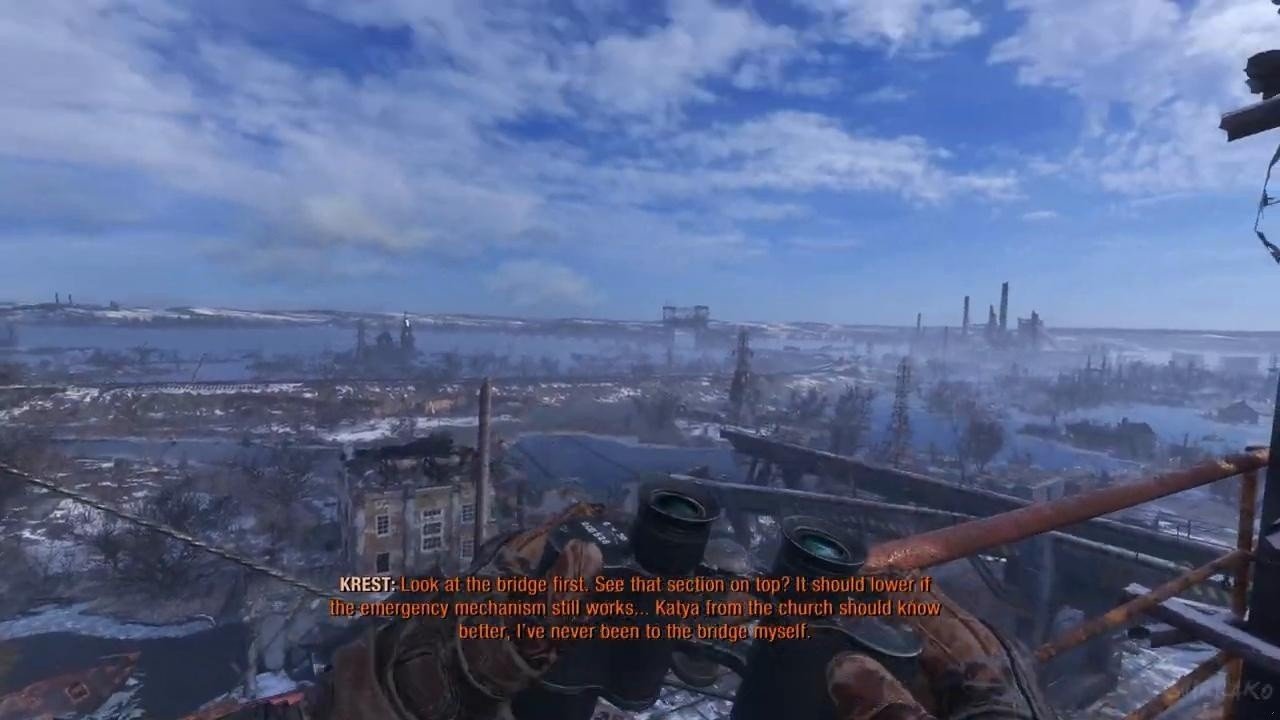 KREST: Look at the bridge first. See that section on top? It should lower if
the emergency mechanism still works... Katya from the church should know
better, I've never been to the bridge myself.